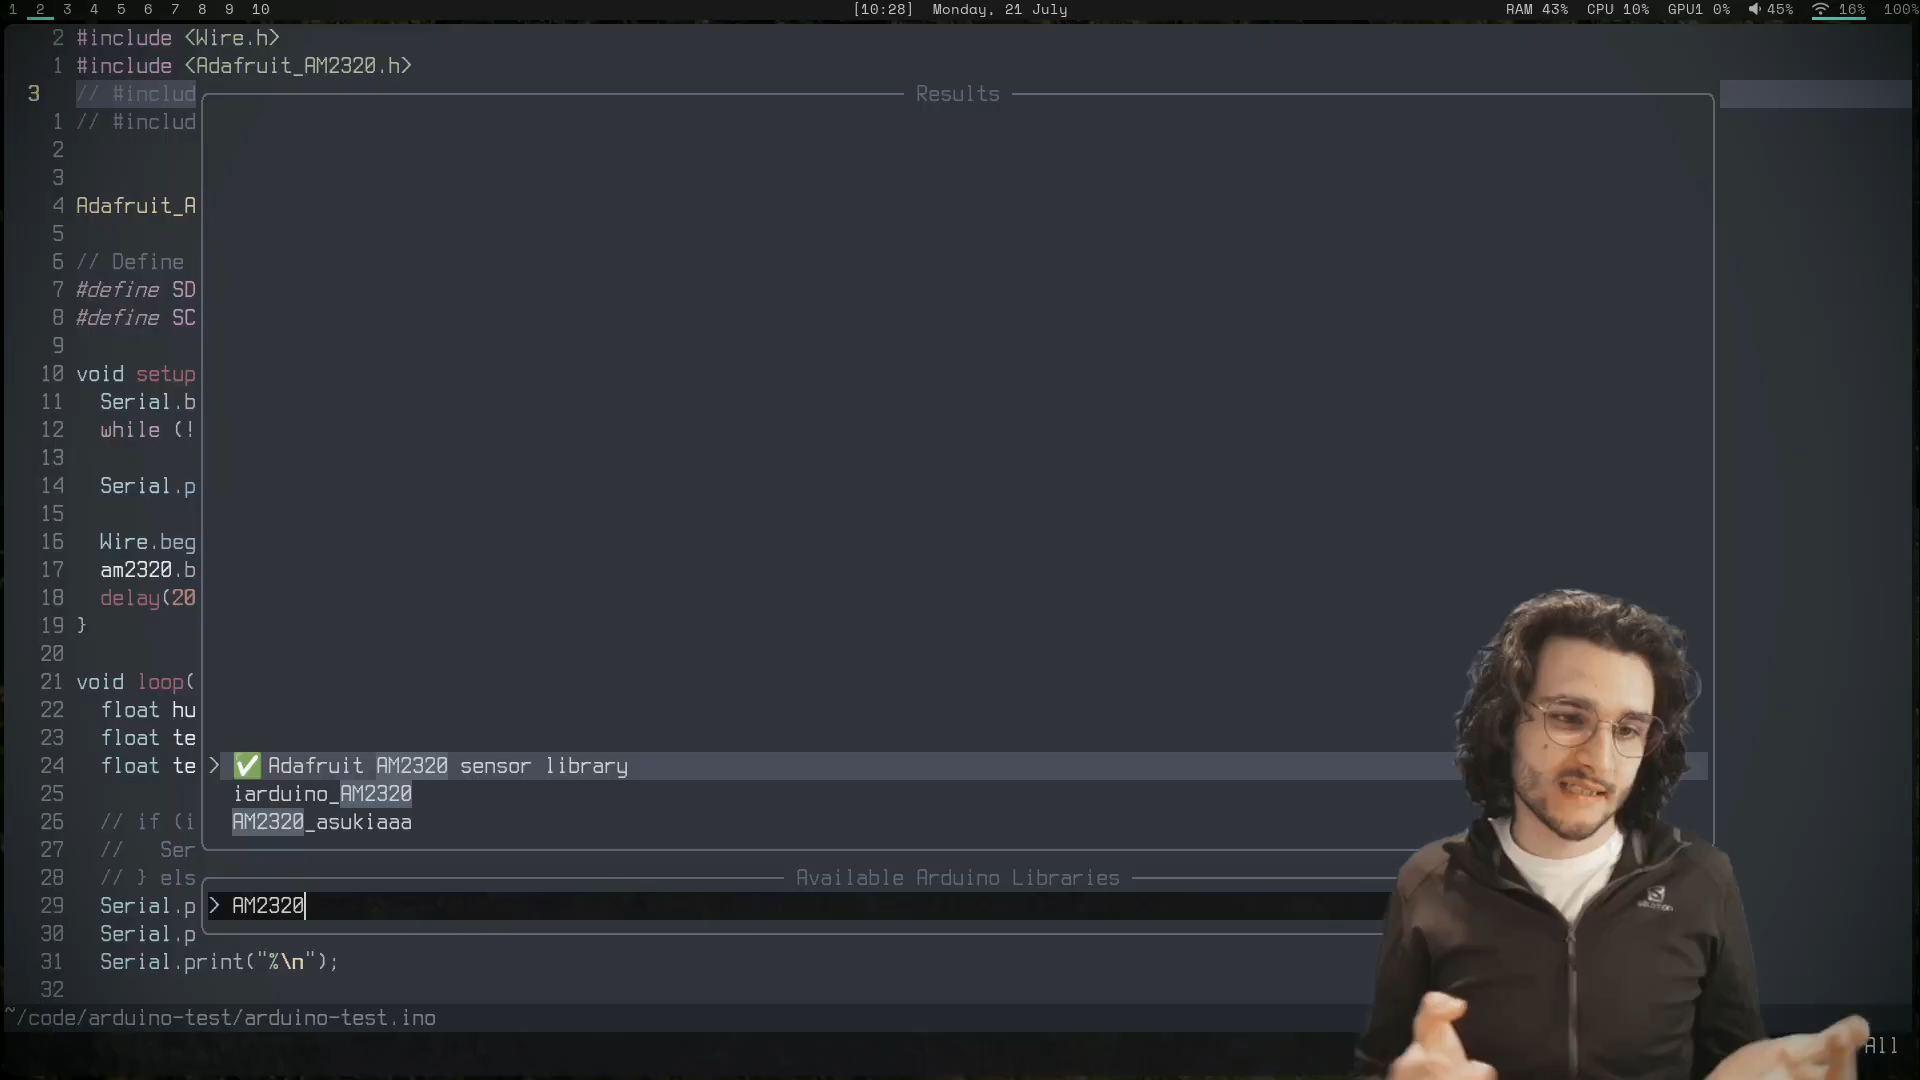 1 2 3 4 5 6 7 8 9 10 [10:28] Monday, 21 July RAM 43% CPU 10% GPU1 0% 45% 16% 100%
2 #include <Wire.h>
1 #include <Adafruit_AM2320.h>
3 // #includ
Results
1 // #includ
2
3
4 Adafruit_A
5
6 // Define
7 #define SD
8 #define SC
9
10 void setup
11 Serial.b
12 while (!
13
14 Serial.p
15
16 Wire.beg
17 am2320.b
18 delay(20
19 }
20
21 void loop(
22 float hu
23 float te
24 float te > ✅ Adafruit AM2320 sensor library
25 iarduino_AM2320
26 // if (i AM2320_asukiaaa
27 // Ser
28 // } els Available Arduino Libraries
29 Serial.p > AM2320
30 Serial.p
31 Serial.print("%\n");
32
~/code/arduino-test/arduino-test.ino
All